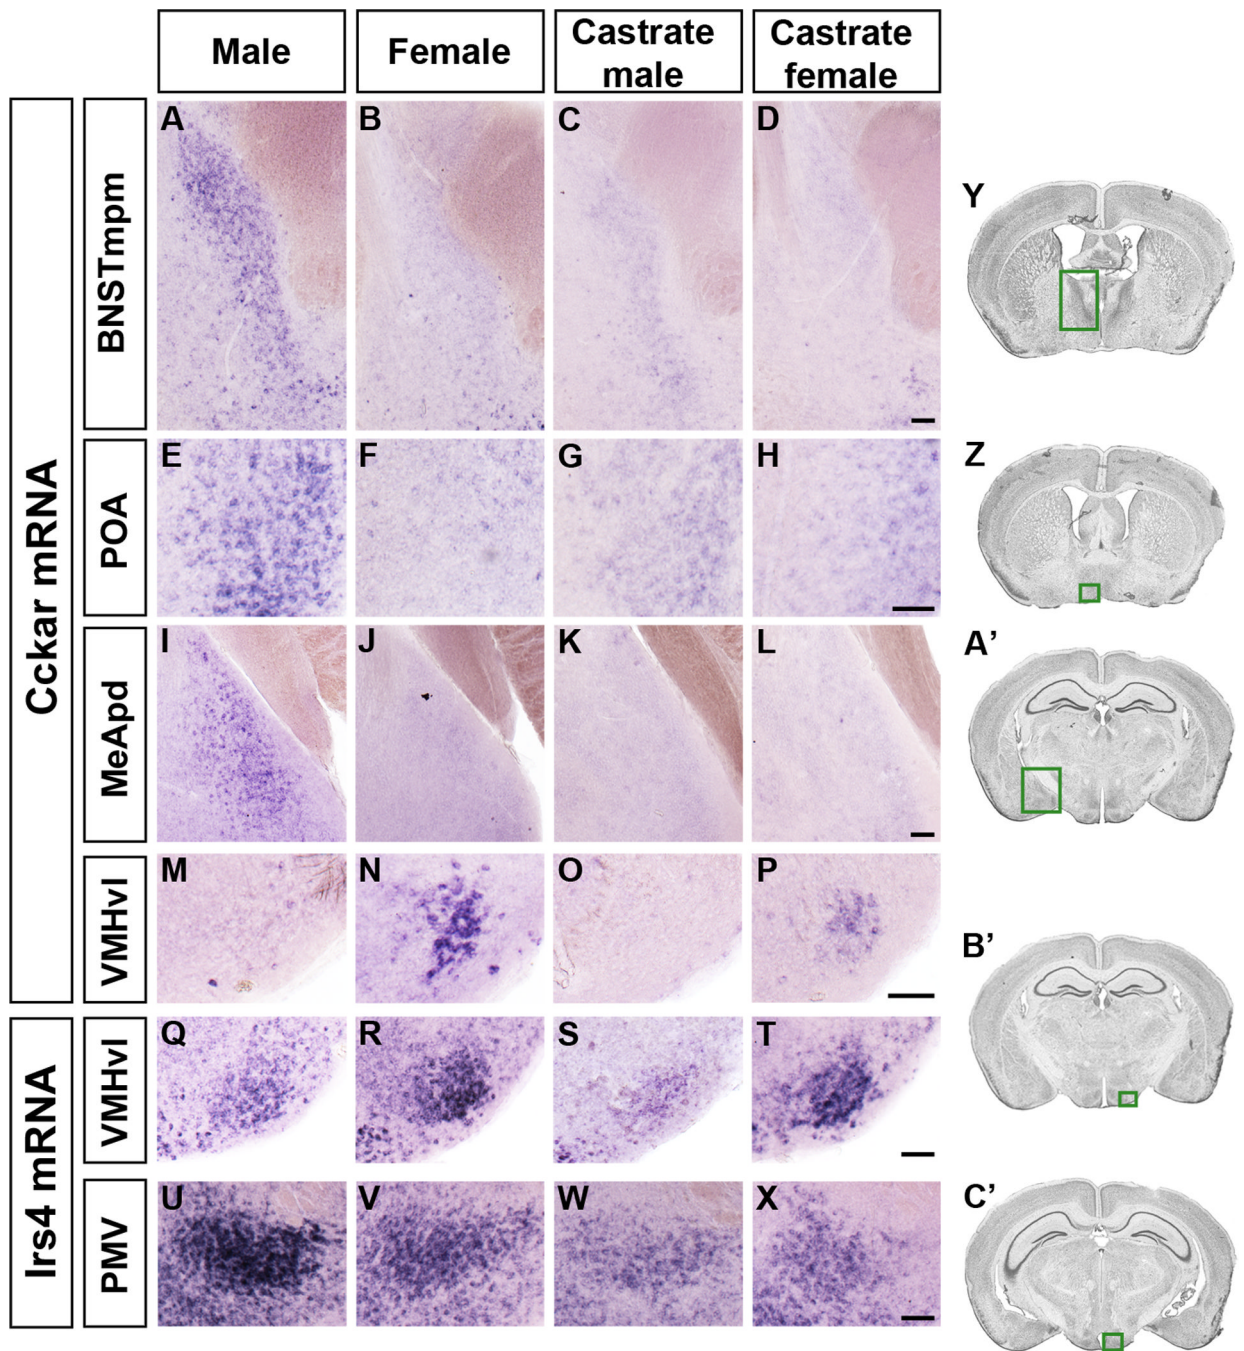 Male
Female
Castrate
male
Castrate
female
Cckar mRNA
BNSTmpm
A
B
C
D
Y
POA
E
F
G
H
Z
MeApd
I
J
K
L
A’
VMHvl
M
N
O
P
B’
Irs4 mRNA
VMHvl
Q
R
S
T
PMV
U
V
W
X
C’